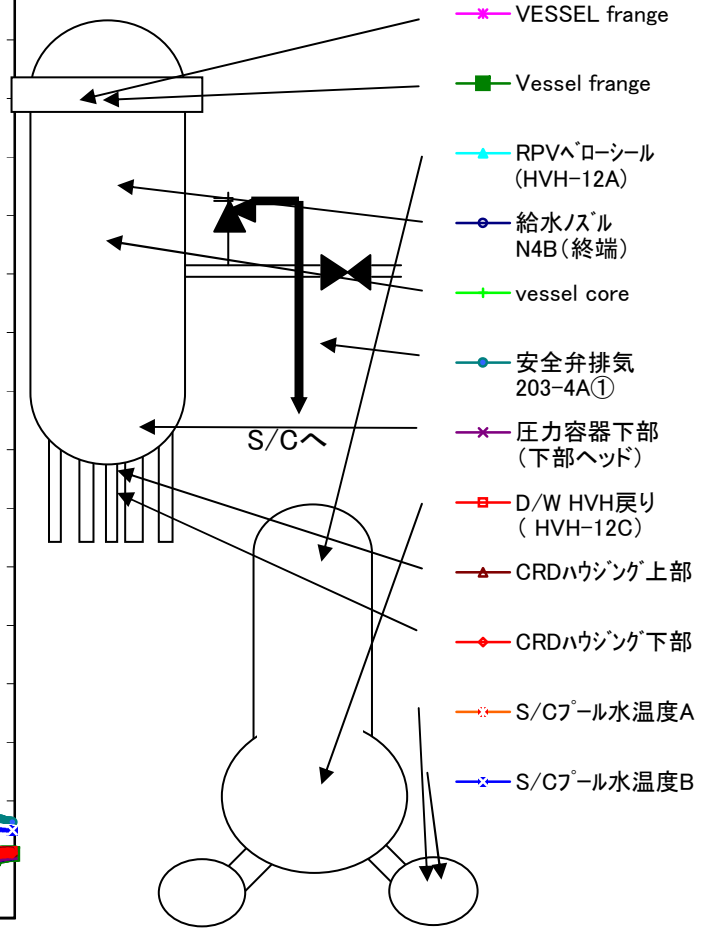 VESSEL frange
Vessel frange
RPVベローシール
(HVH-12A)
給水ノズル
N4B(終端)
vessel core
安全弁排気
203-4A①
圧力容器下部
(下部ヘッド)
D/W HVH戻り
( HVH-12C)
CRDハウジング上部
CRDハウジング下部
S/Cプール水温度A
S/Cプール水温度B
S/Cへ